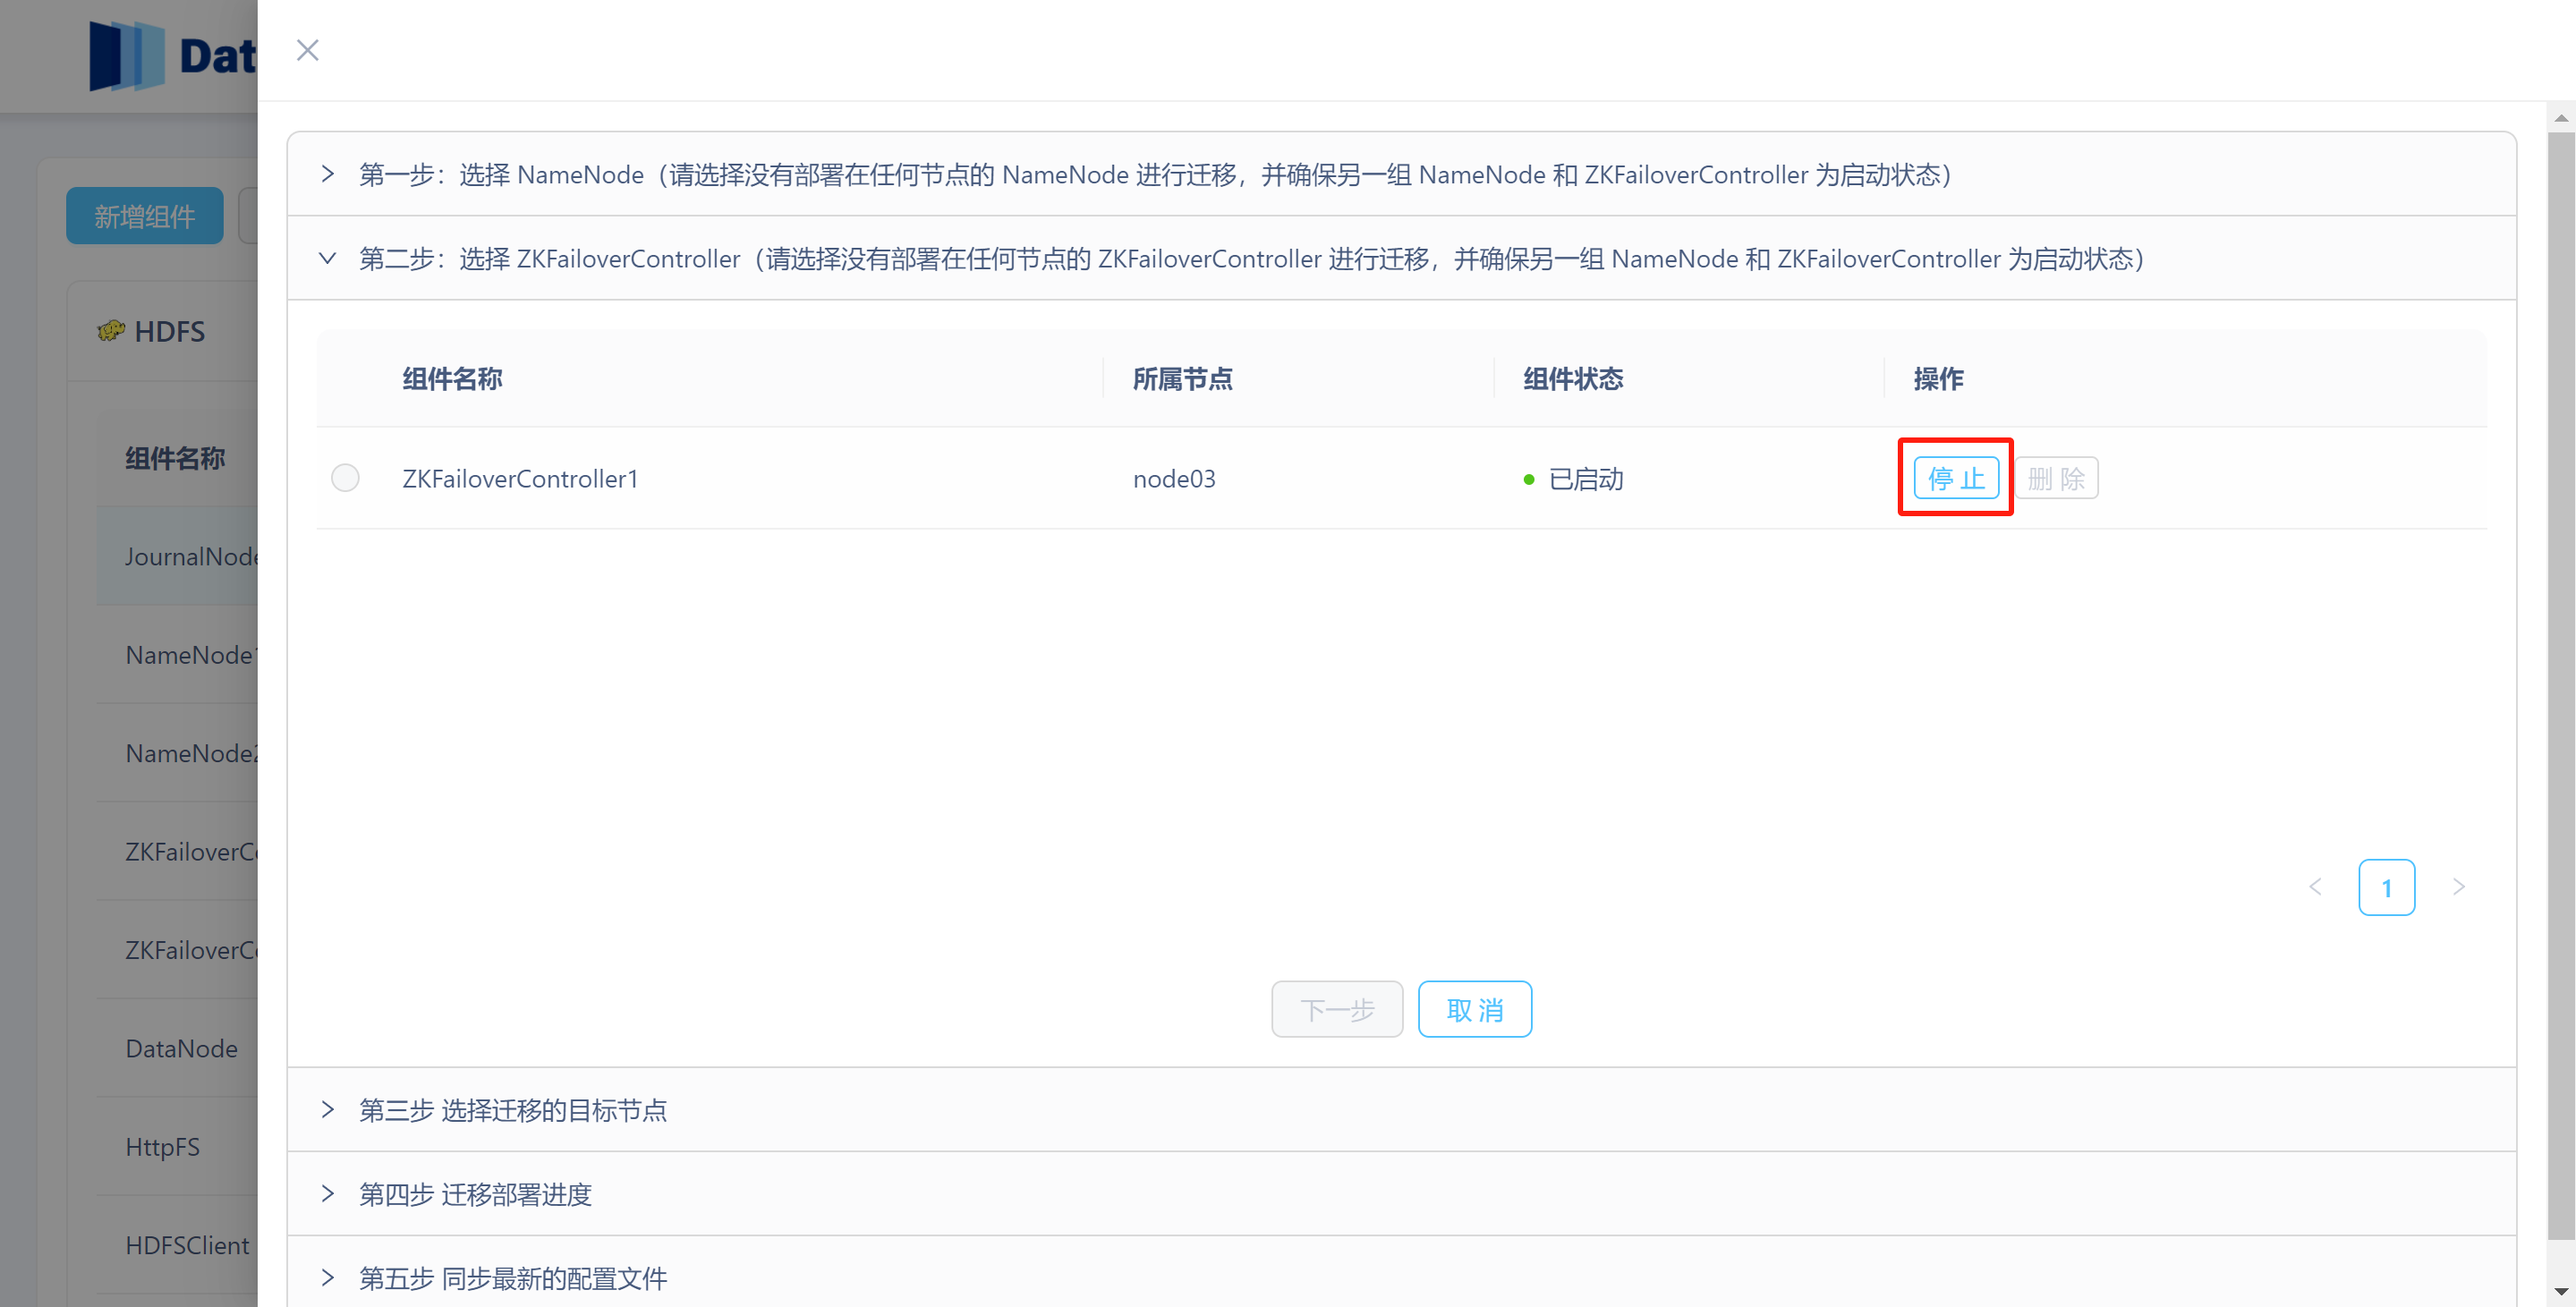 Dat
新增组件
HDFS
组件名称
JournalNode
NameNode1
NameNode2
ZKFailoverCo
ZKFailoverCo
DataNode
HttpFS
HDFSClient
第一步：选择 NameNode（请选择没有部署在任何节点的 NameNode 进行迁移，并确保另一组 NameNode 和 ZKFailoverController 为启动状态）
第二步：选择 ZKFailoverController（请选择没有部署在任何节点的 ZKFailoverController 进行迁移，并确保另一组 NameNode 和 ZKFailoverController 为启动状态）
组件名称 所属节点 组件状态 操作
ZKFailoverController1 node03 已启动 停止 删除
1
下一步 取消
第三步 选择迁移的目标节点
第四步 迁移部署进度
第五步 同步最新的配置文件